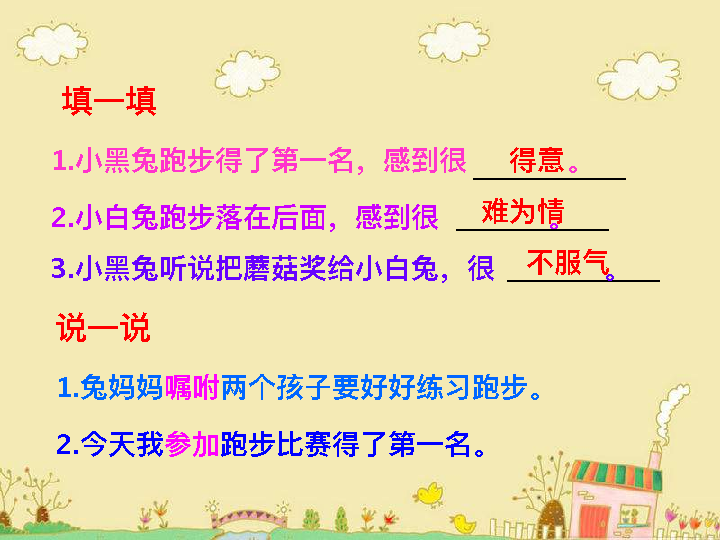 填一填
1.小黑兔跑步得了第一名，感到很 得意。
2.小白兔跑步落在后面，感到很 难为情。
3.小黑兔听说把蘑菇奖给小白兔，很 不服气。
说一说
1.兔妈妈嘱咐两个孩子要好好练习跑步。
2.今天我参加跑步比赛得了第一名。